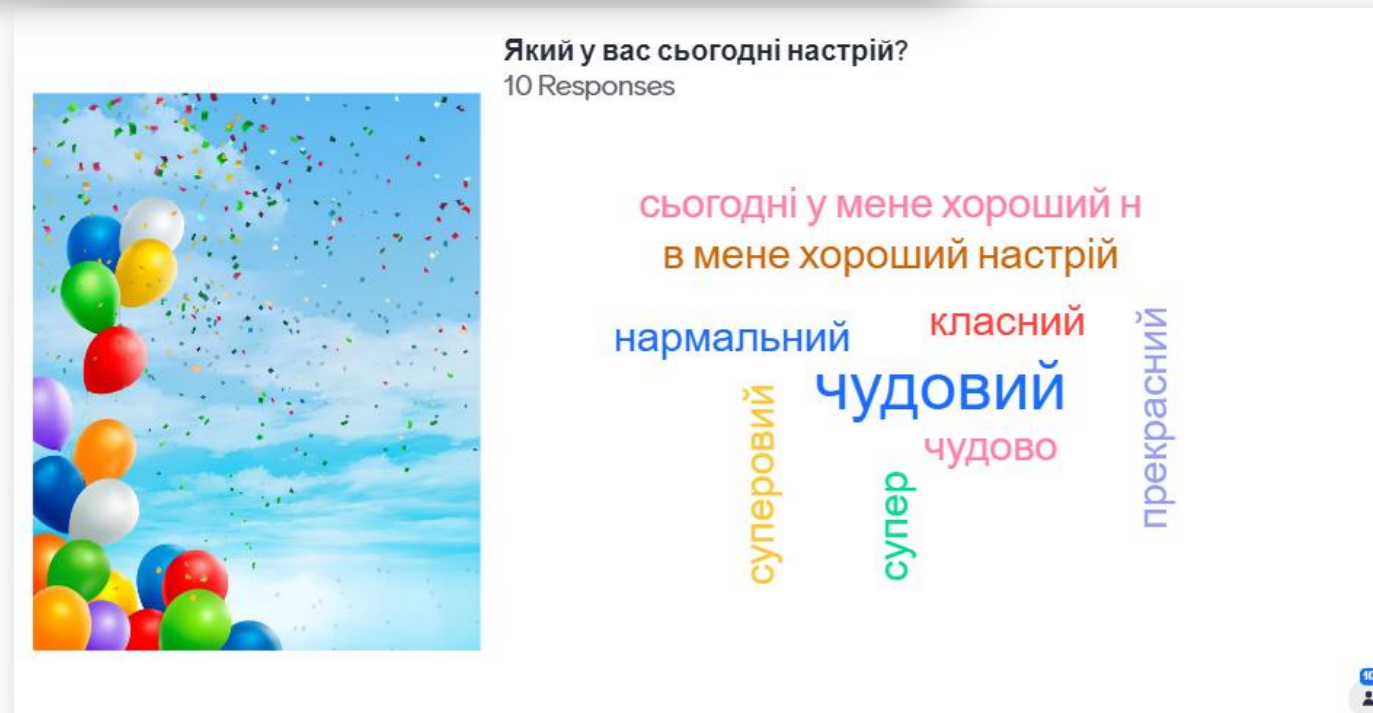 Який у вас сьогодні настрій?
10 Responses
сьогодні у мене хороший н
в мене хороший настрій
нармальний
класний
прекрасний
чудовий
суперовий
чудово
супер
10